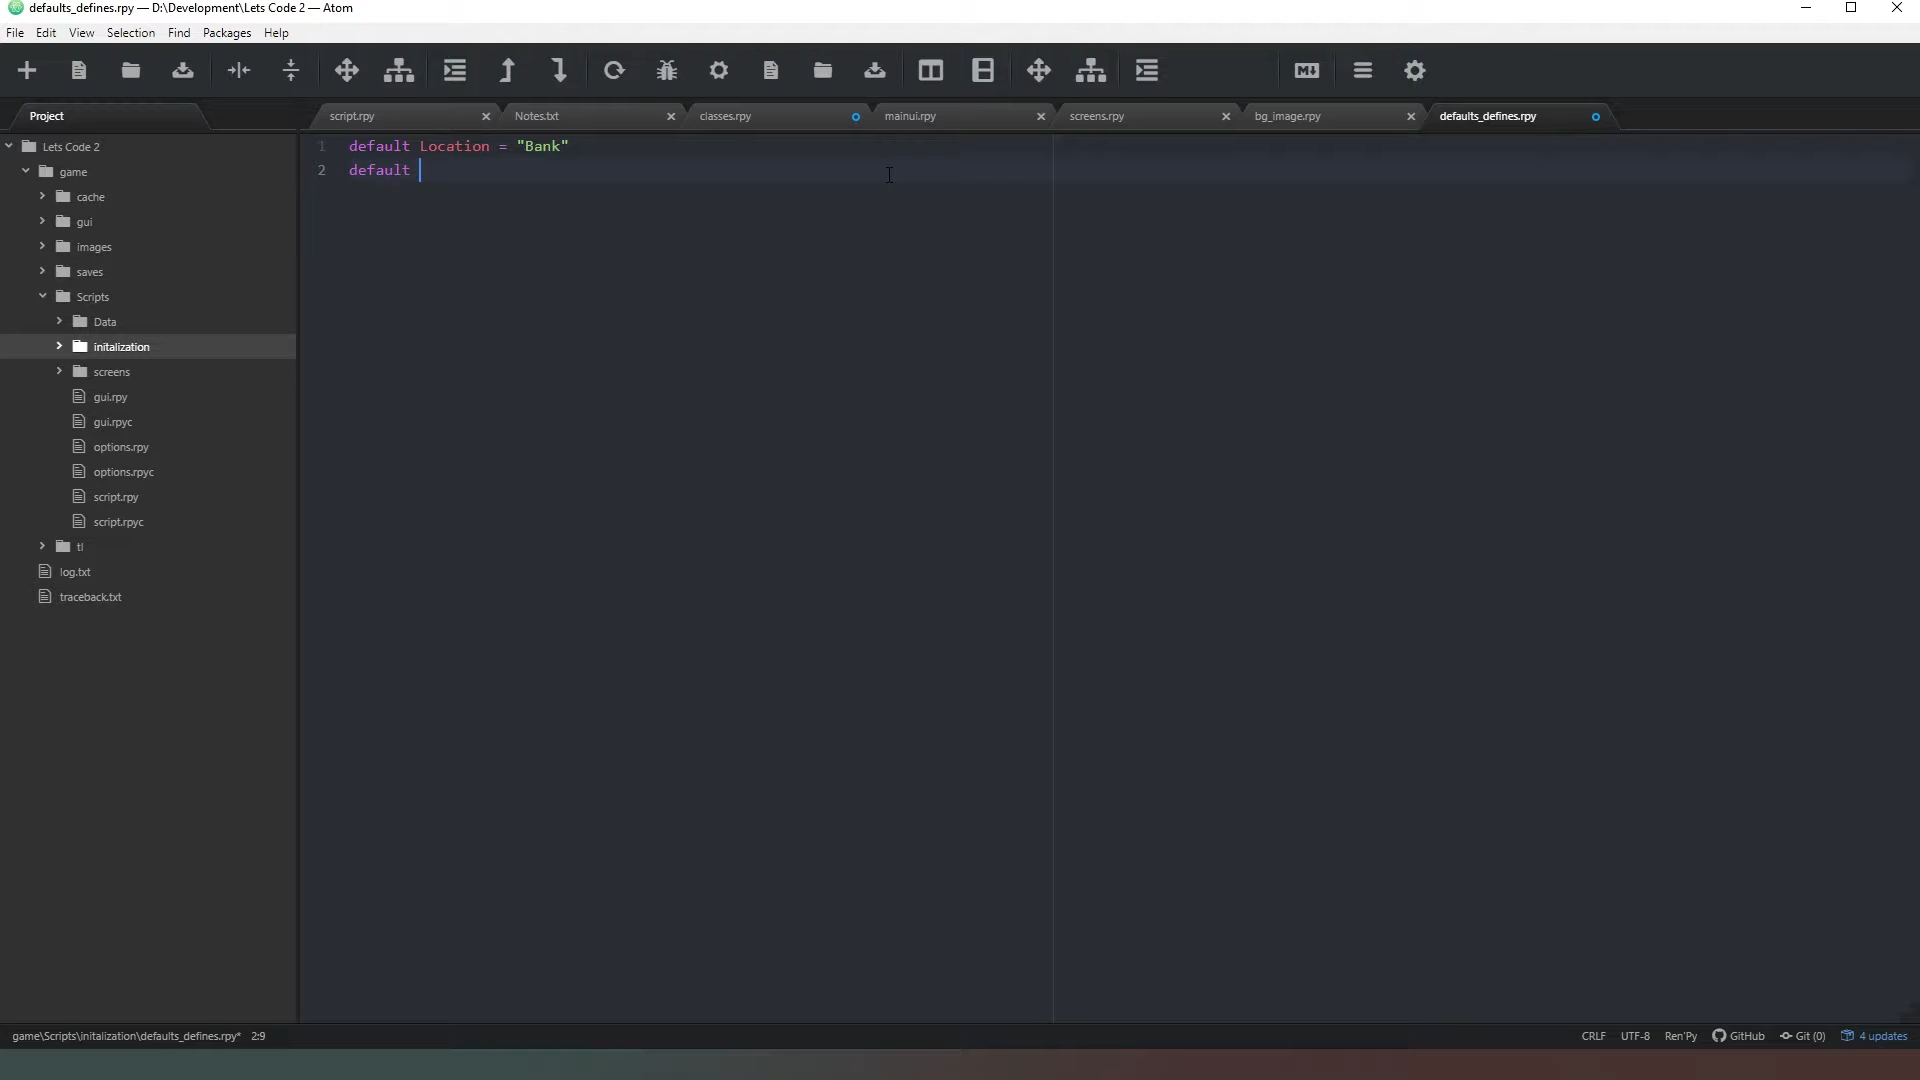 defaults_defines.rpy — D:\Development\Lets Code 2 — Atom
File Edit View Selection Find Packages Help
Project
script.rpy
Notes.txt
classes.rpy
mainui.rpy
screens.rpy
bg_image.rpy
defaults_defines.rpy
Lets Code 2
game
cache
gui
images
saves
Scripts
Data
initalization
screens
gui.rpy
gui.rpyc
options.rpy
options.rpyc
script.rpy
script.rpyc
tl
log.txt
traceback.txt
1 default Location = "Bank"
2 default
game\Scripts\initalization\defaults_defines.rpy* 2:9
CRLF UTF-8 Ren'Py GitHub Git (0) 4 updates